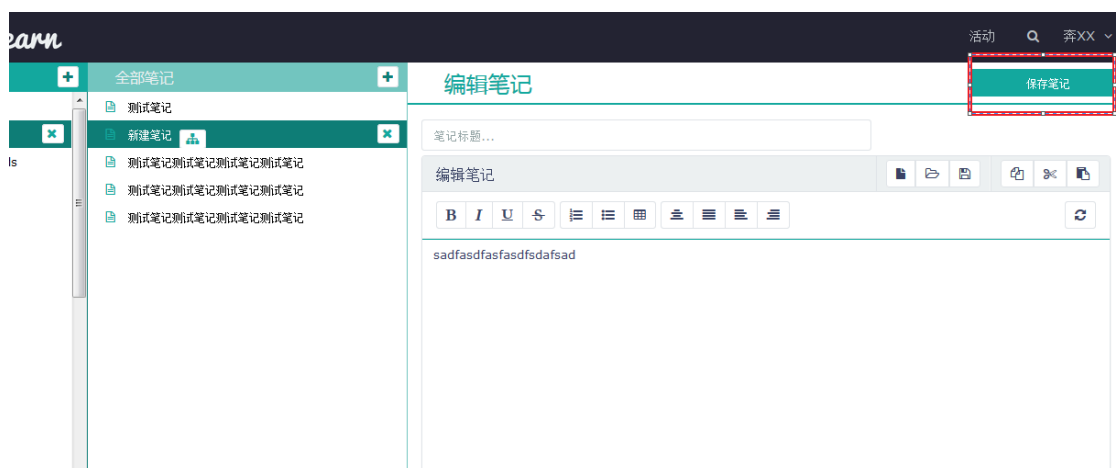 earn
活动
奔XX
全部笔记
编辑笔记
保存笔记
测试笔记
新建笔记
测试笔记测试笔记测试笔记测试笔记
测试笔记测试笔记测试笔记测试笔记
测试笔记测试笔记测试笔记测试笔记
ls
笔记标题...
编辑笔记
B I U S
sadfasdfasfasdfsdafsad